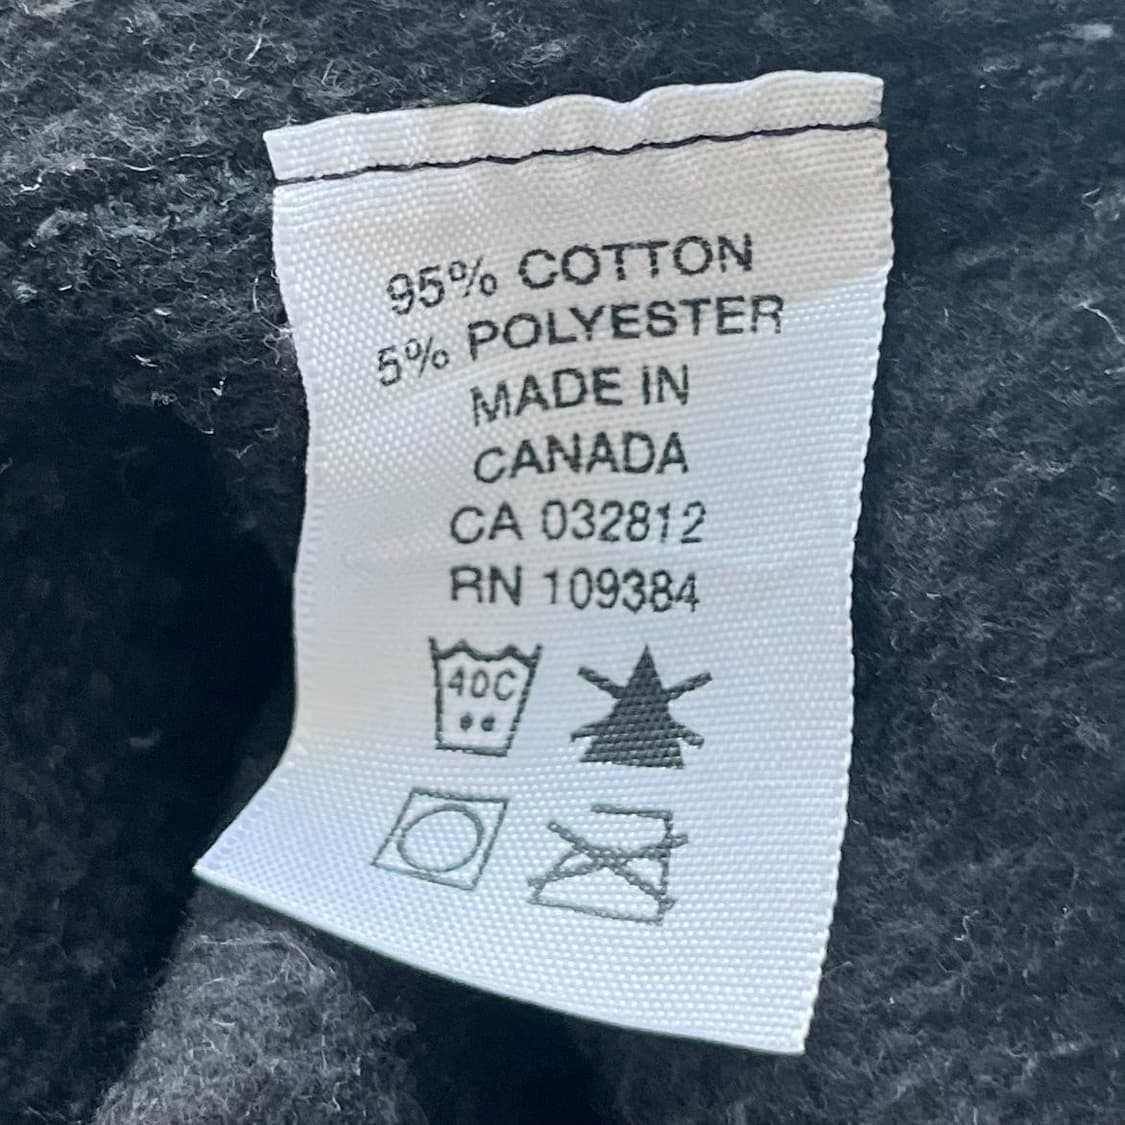 95% COTTON
5% POLYESTER
MADE IN
CANADA
CA 032812
RN 109384
40C